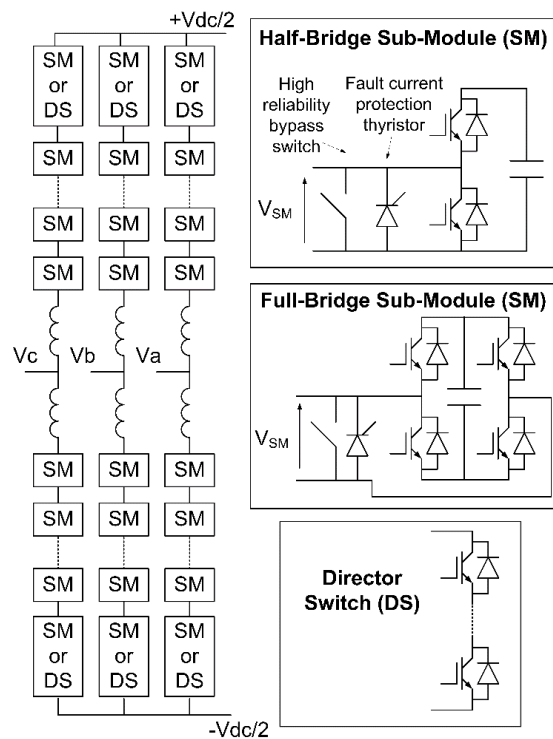 +Vdc/2
SM or DS
SM or DS
SM or DS
SM
SM
SM
SM
SM
SM
SM
SM
SM
Vc
Vb
Va
SM
SM
SM
SM
SM
SM
SM
SM
SM
SM or DS
SM or DS
SM or DS
-Vdc/2
Half-Bridge Sub-Module (SM)
High
reliability
bypass
switch
Fault current
protection
thyristor
VSM
Full-Bridge Sub-Module (SM)
VSM
Director
Switch (DS)